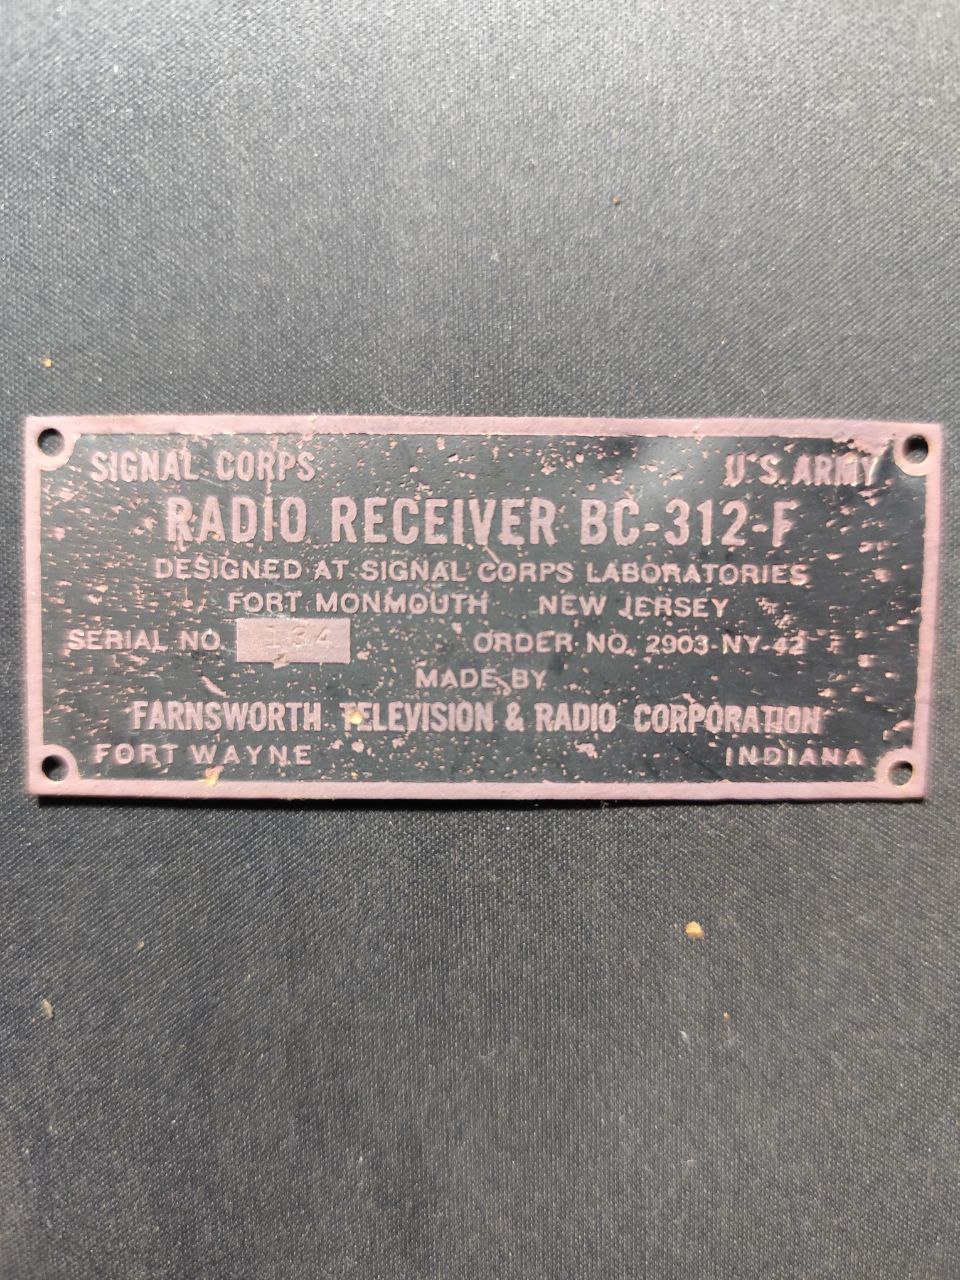 SIGNAL CORPS U.S. ARMY
RADIO RECEIVER BC-312-F
DESIGNED AT SIGNAL CORPS LABORATORIES
FORT MONMOUTH NEW JERSEY
SERIAL NO. 134 ORDER NO. 2903-NY-42
MADE BY
FARNSWORTH TELEVISION & RADIO CORPORATION
FORT WAYNE INDIANA